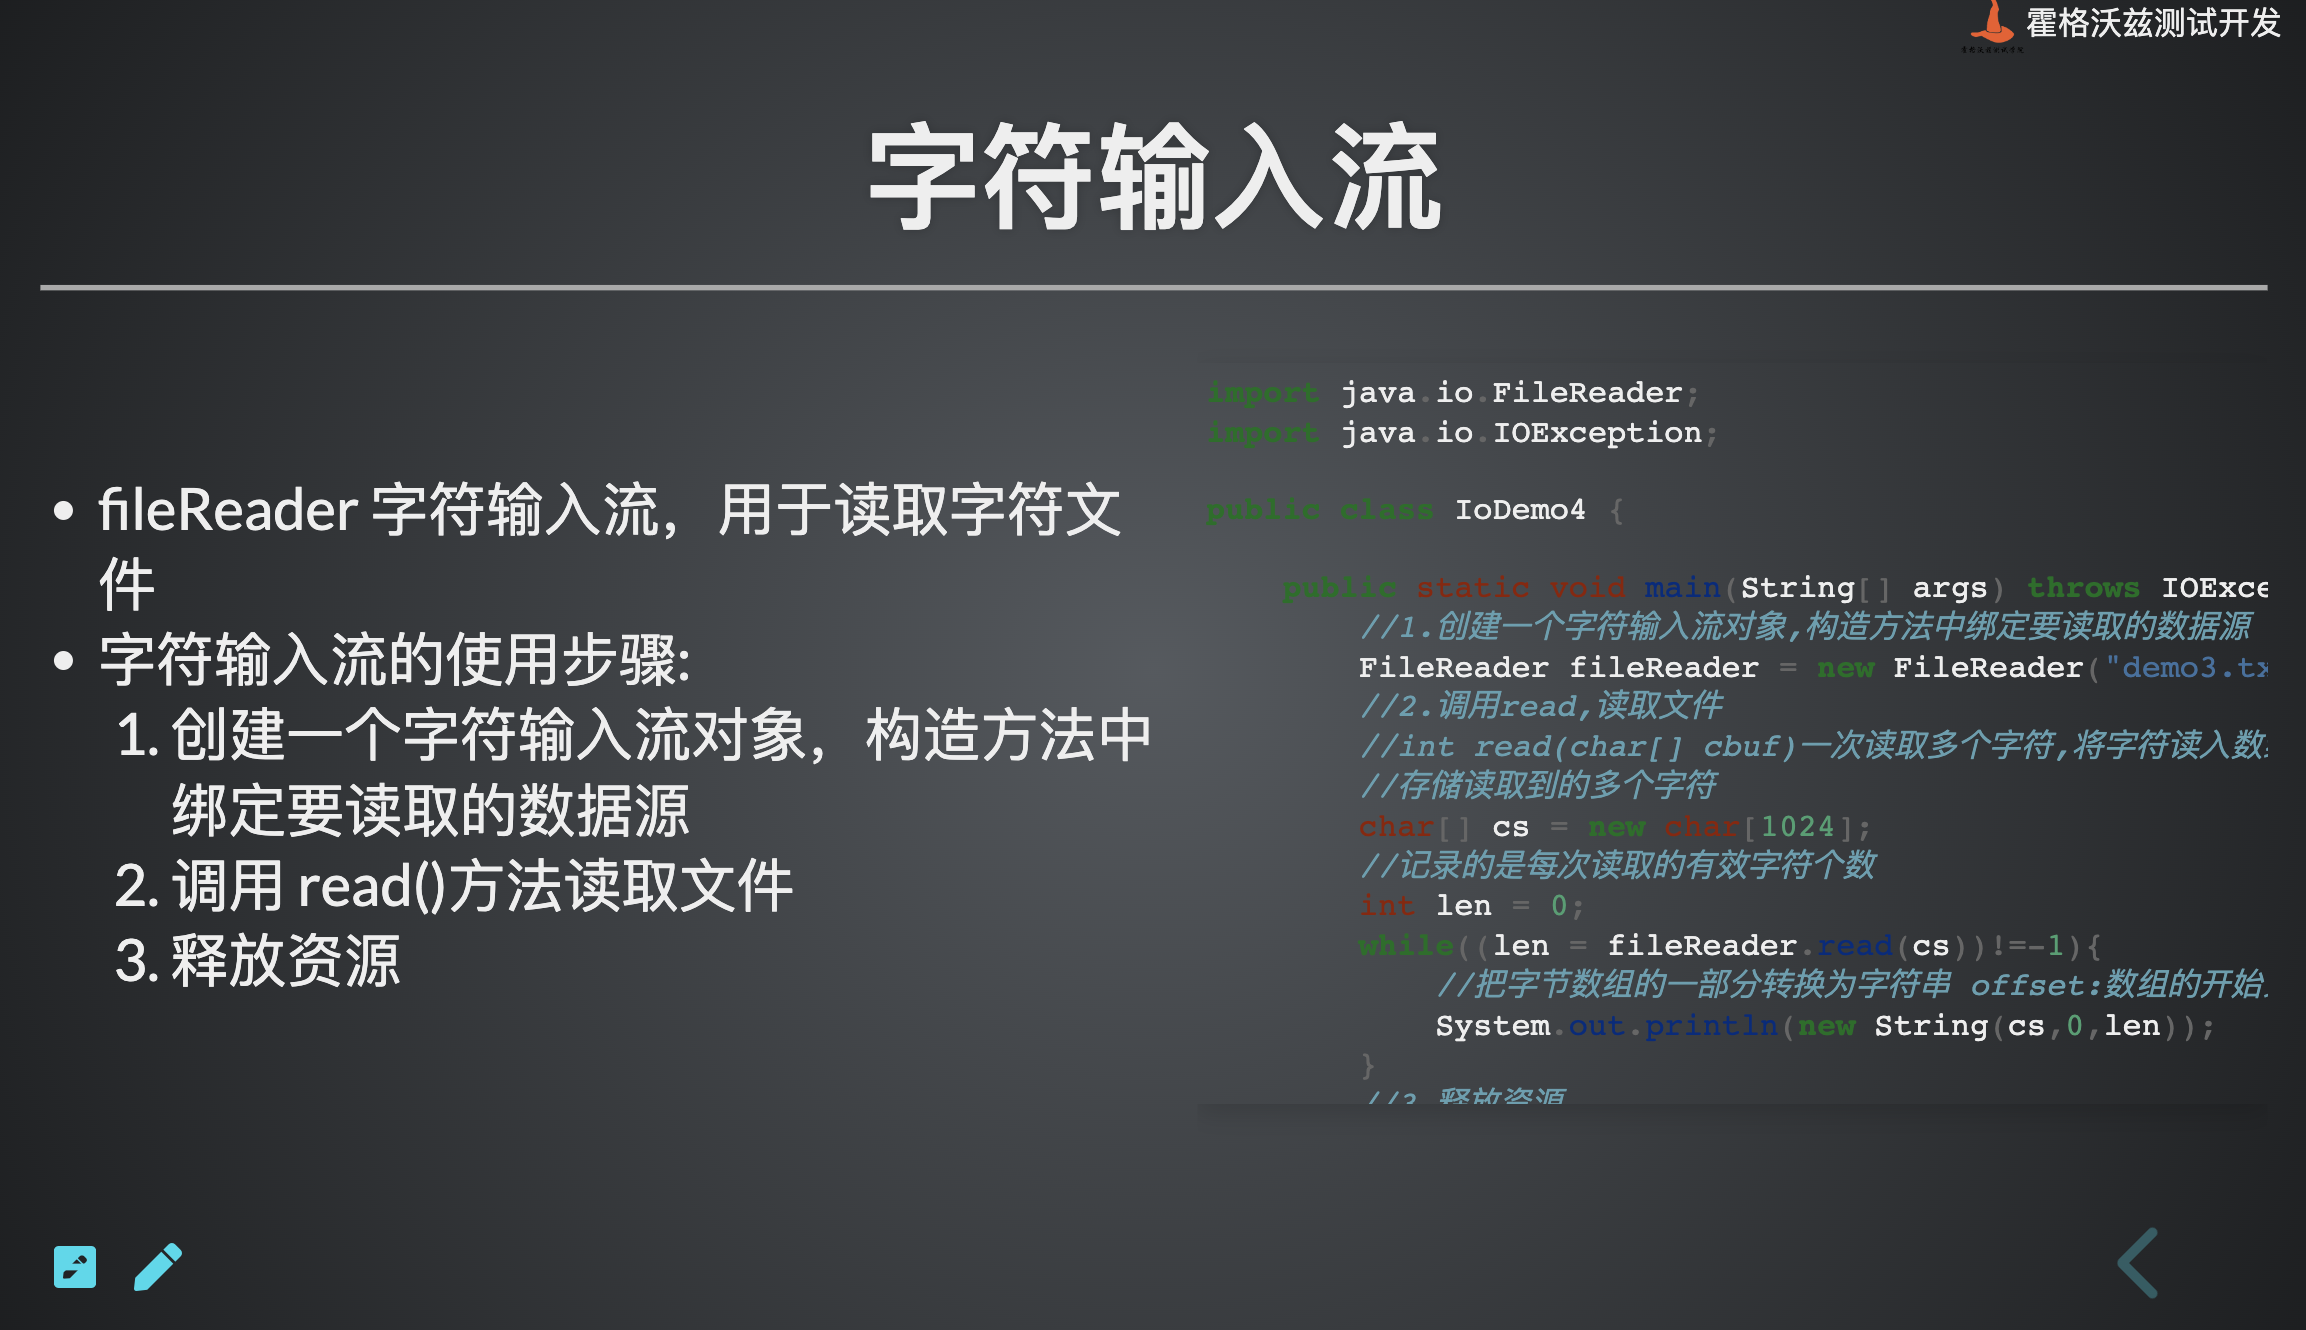 霍格沃兹测试开发
字符输入流
fileReader 字符输入流，用于读取字符文
件
字符输入流的使用步骤:
1. 创建一个字符输入流对象，构造方法中
绑定要读取的数据源
2. 调用 read()方法读取文件
3. 释放资源
import java.io.FileReader;
import java.io.IOException;
public class IoDemo4 {
public static void main(String[] args) throws IOExce
//1.创建一个字符输入流对象,构造方法中绑定要读取的数据源
FileReader fileReader = new FileReader("demo3.tx
//2.调用read,读取文件
//int read(char[] cbuf)一次读取多个字符,将字符读入数
//存储读取到的多个字符
char[] cs = new char[1024];
//记录的是每次读取的有效字符个数
int len = 0;
while((len = fileReader.read(cs))!=-1){
//把字节数组的一部分转换为字符串 offset:数组的开始
System.out.println(new String(cs,0,len));
}
//3.释放资源